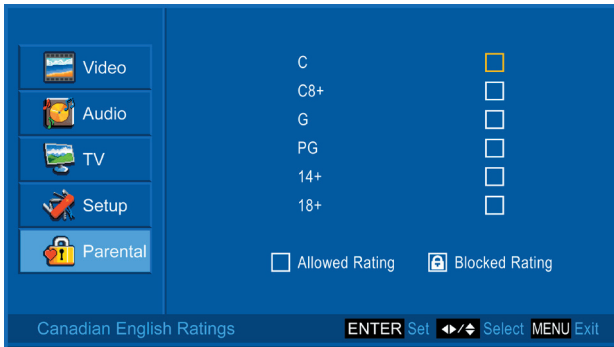 Video
Audio
TV
Setup
Parental
C
C8+
G
PG
14+
18+
Allowed Rating Blocked Rating
Canadian English Ratings ENTER Set / Select MENU Exit